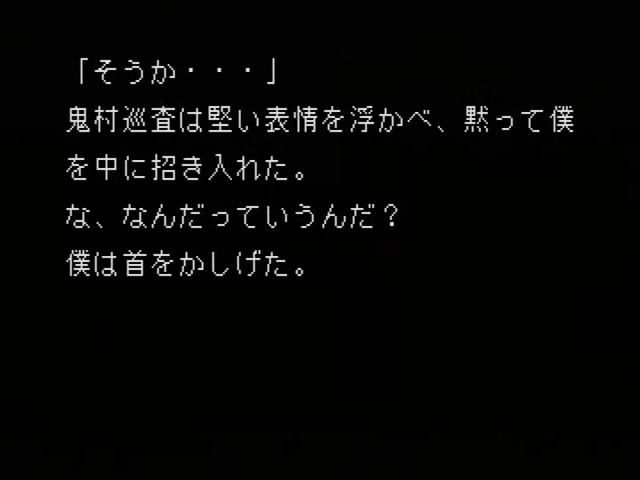 「そうか・・・」
鬼村巡査は堅い表情を浮かべ、黙って僕
を中に招き入れた。
な、なんだっていうんだ？
僕は首をかしげた。